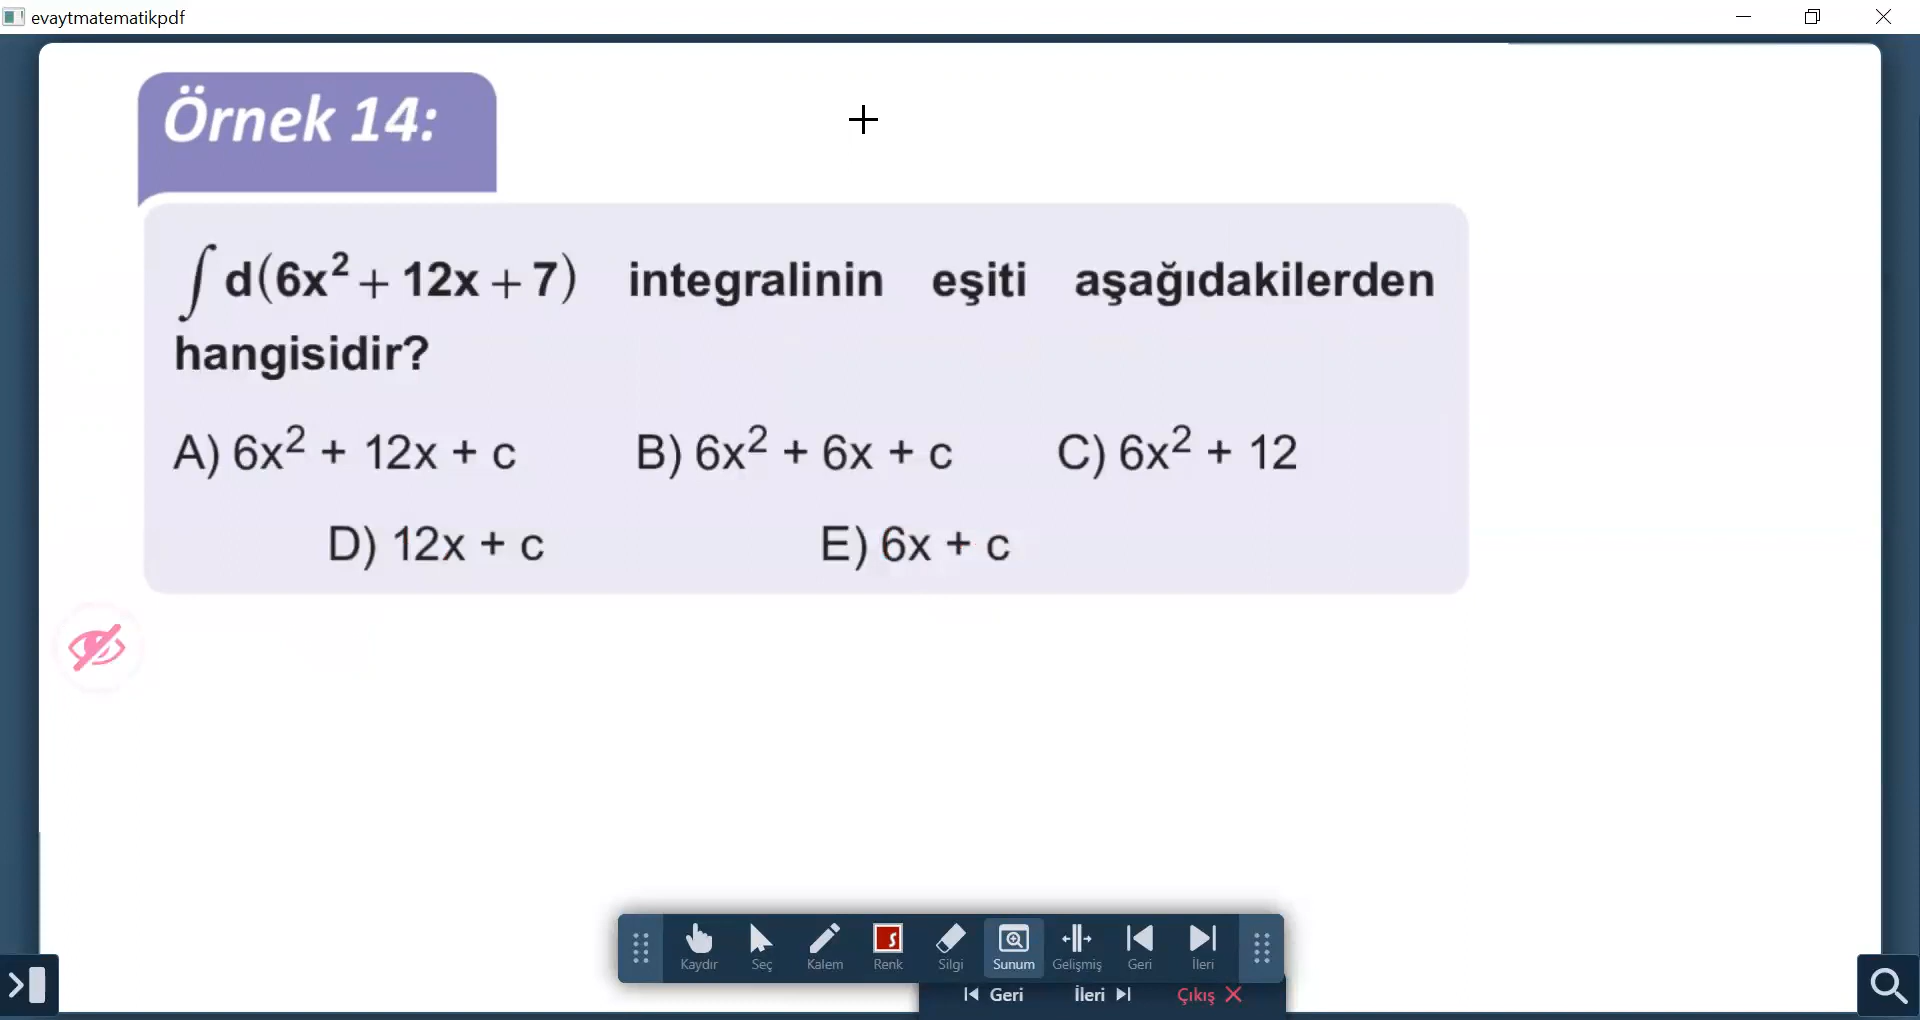 evaytmatematikpdf
Örnek 14:
∫ d(6x² + 12x + 7) integralinin eşiti aşağıdakilerden
hangisidir?
A) 6x² + 12x + c B) 6x² + 6x + c C) 6x² + 12
D) 12x + c E) 6x + c
Kaydır Seç Kalem Renk Silgi Sunum Gelişmiş Geri İleri
Geri İleri Çıkış